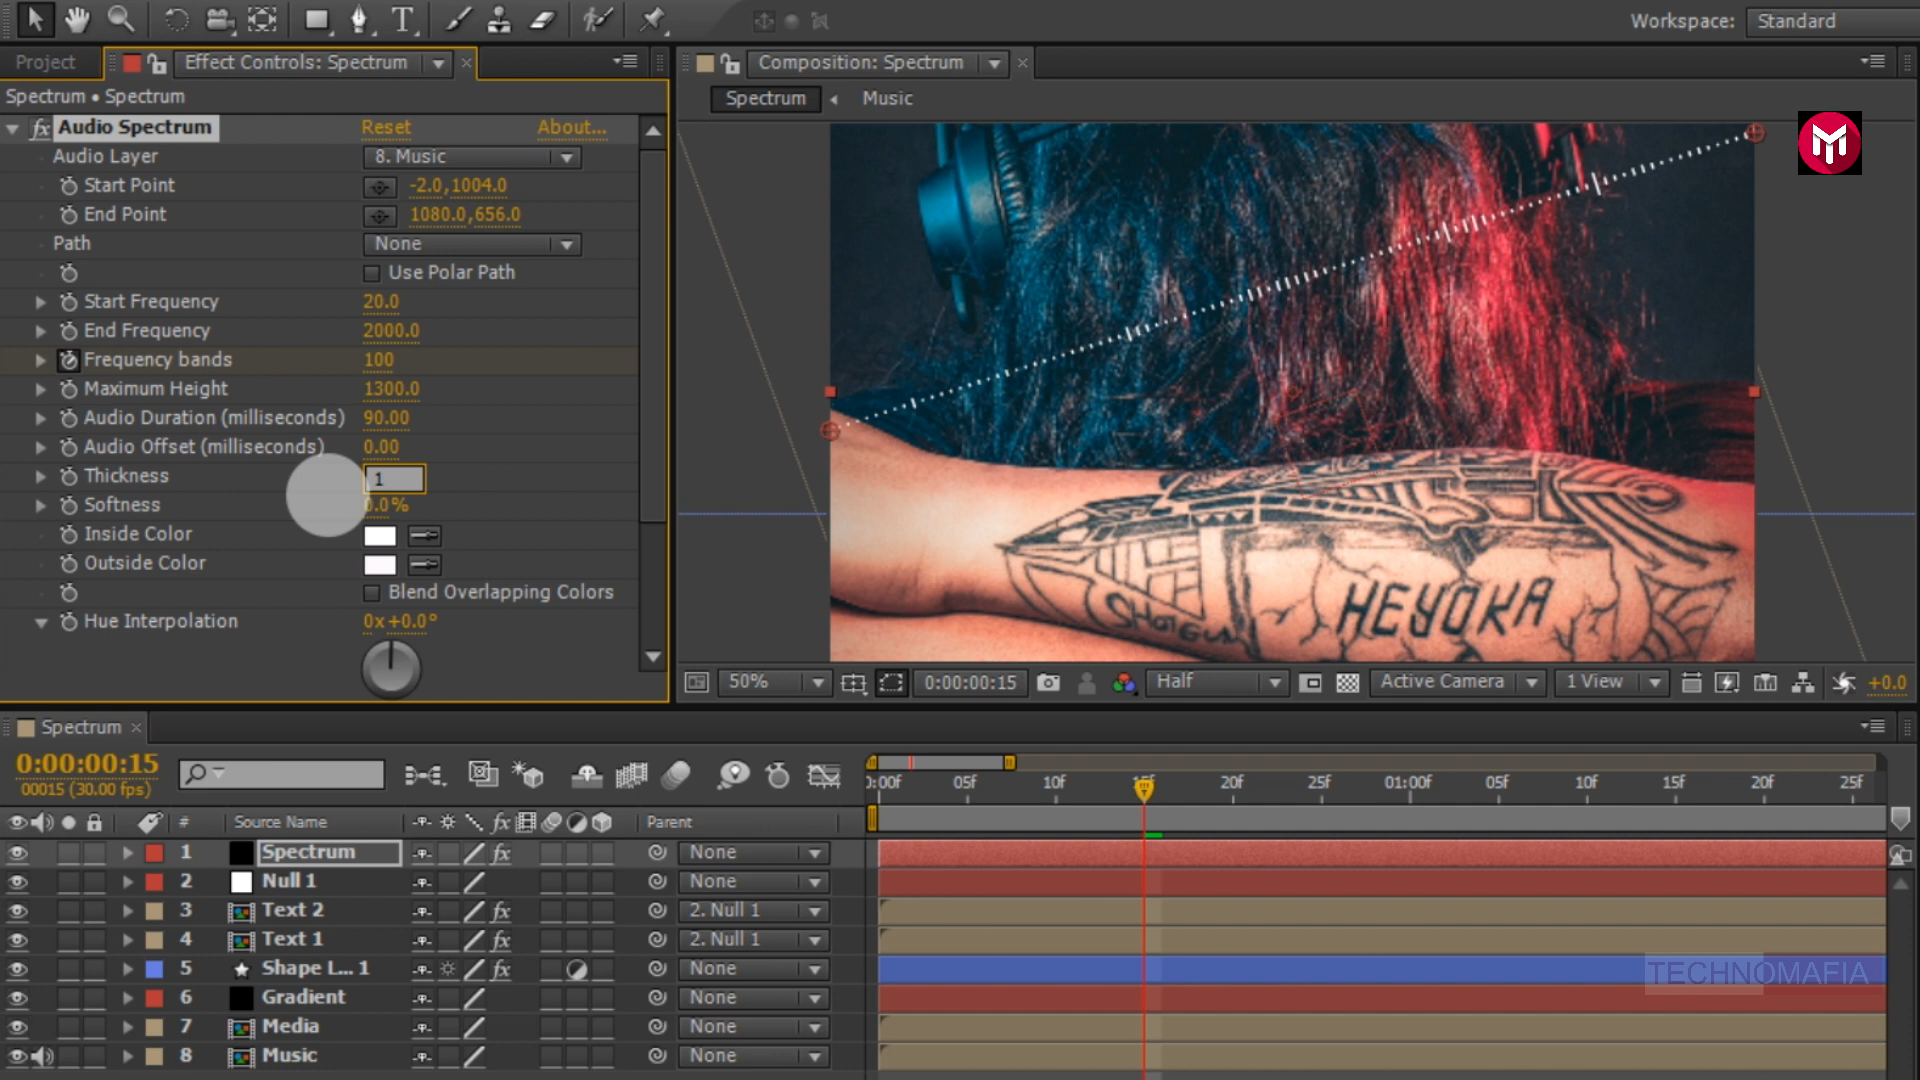 Workspace: Standard
Project Effect Controls: Spectrum
Composition: Spectrum
Spectrum • Spectrum
Spectrum Music
fx Audio Spectrum Reset About...
Audio Layer 8. Music
Start Point -2.0,1004.0
End Point 1080.0,656.0
Path None
Use Polar Path
Start Frequency 20.0
End Frequency 2000.0
Frequency bands 100
Maximum Height 1300.0
Audio Duration (milliseconds) 90.00
Audio Offset (milliseconds) 0.00
Thickness 1
Softness 0.0%
Inside Color
Outside Color
Blend Overlapping Colors
Hue Interpolation 0x+0.0°
SHOTGUN
HEYOKA
50% 0:00:00:15 Half Active Camera 1 View +0.0
Spectrum
0:00:00:15
00015 (30.00 fps)
0:00f 05f 10f 15f 20f 25f 01:00f 05f 10f 15f 20f 25f
# Source Name fx Parent
1 Spectrum fx None
2 Null 1 None
3 Text 2 fx 2. Null 1
4 Text 1 fx 2. Null 1
5 Shape L... 1 fx None
6 Gradient None
7 Media None
8 Music None
TECHNOMAFIA